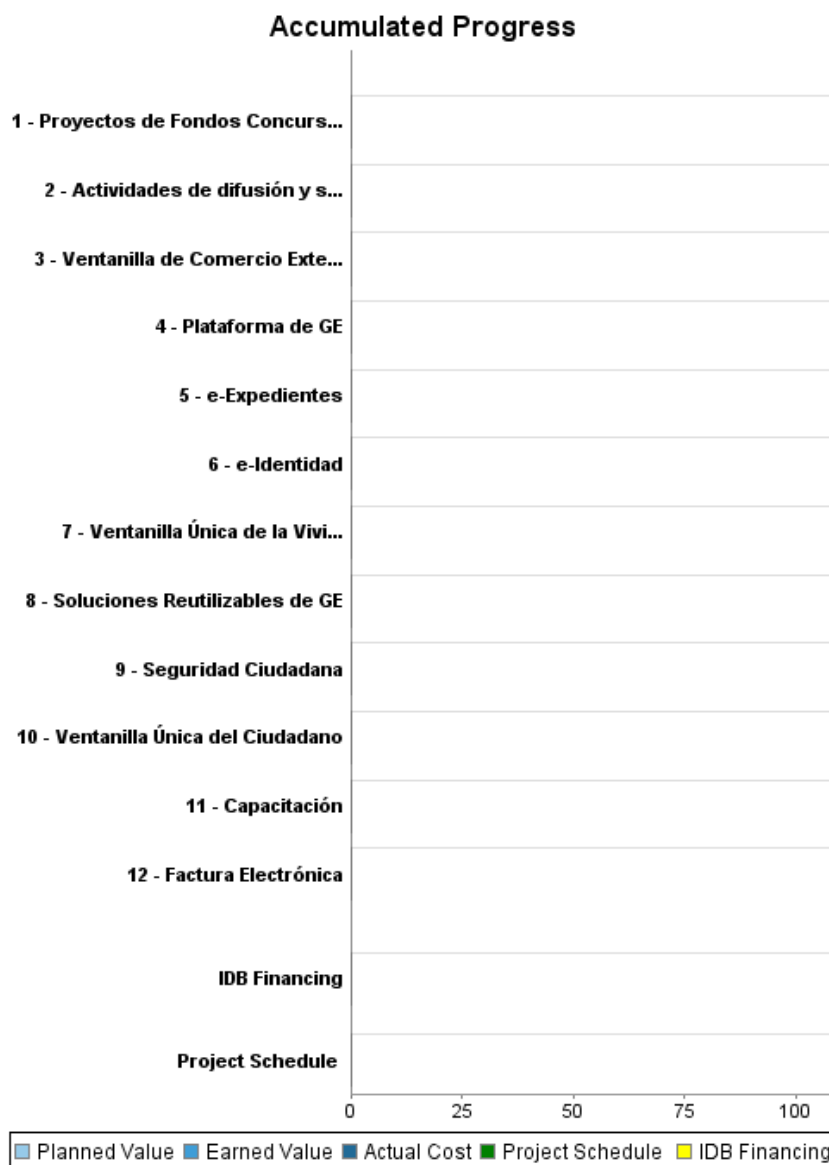 Accumulated Progress
1 - Proyectos de Fondos Concurs...
2 - Actividades de difusión y s...
3 - Ventanilla de Comercio Exte...
4 - Plataforma de GE
5 - e-Expedientes
6 - e-Identidad
7 - Ventanilla Única de la Vivi...
8 - Soluciones Reutilizables de GE
9 - Seguridad Ciudadana
10 - Ventanilla Única del Ciudadano
11 - Capacitación
12 - Factura Electrónica
IDB Financing
Project Schedule
0 25 50 75 100
Planned Value Earned Value Actual Cost Project Schedule IDB Financing